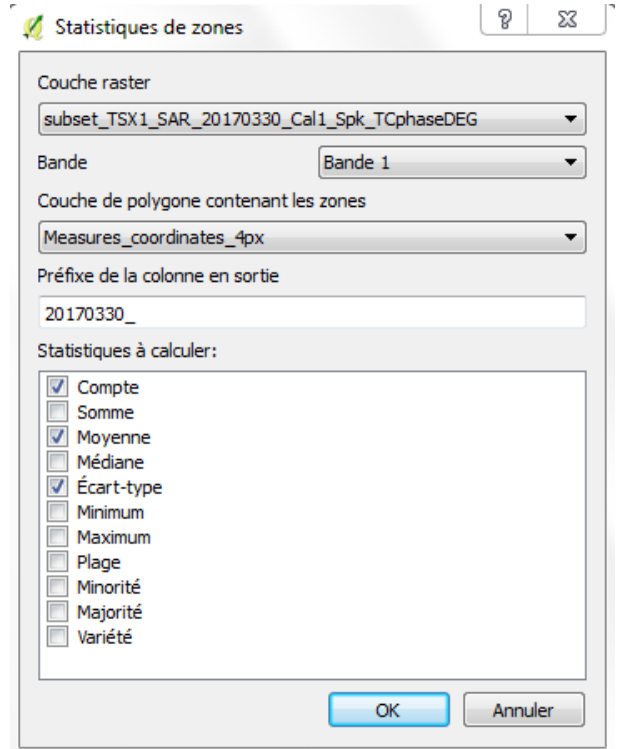 Statistiques de zones
Couche raster
subset_TSX1_SAR_20170330_Cal1_Spk_TCphaseDEG
Bande Bande 1
Couche de polygone contenant les zones
Measures_coordinates_4px
Préfixe de la colonne en sortie
20170330_
Statistiques à calculer:
Compte
Somme
Moyenne
Médiane
Écart-type
Minimum
Maximum
Plage
Minorité
Majorité
Variété
OK Annuler